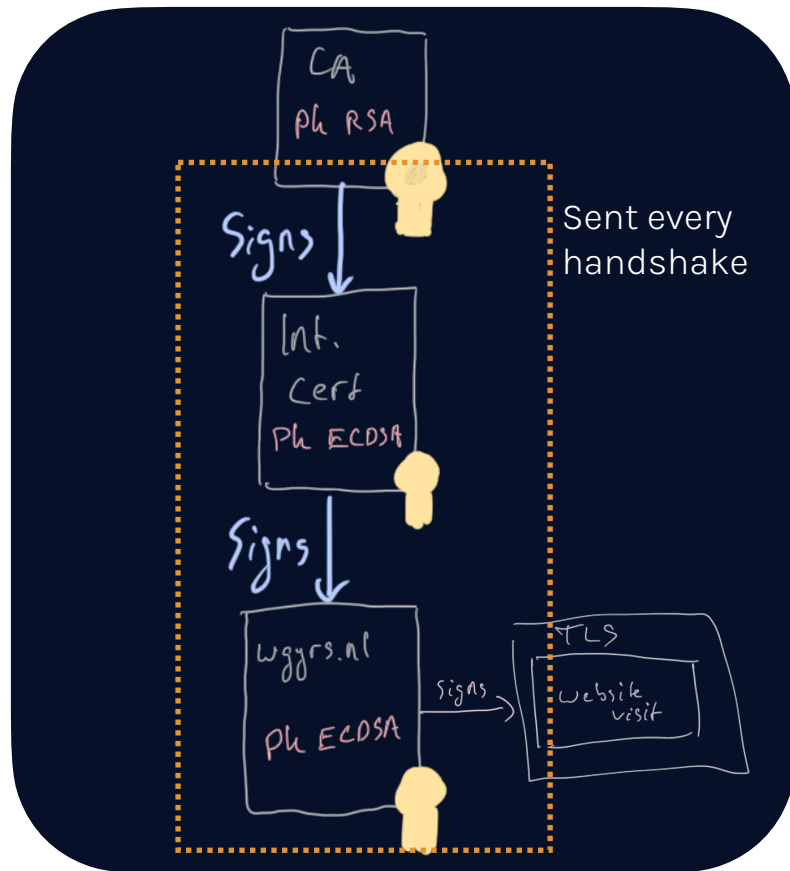 CA
Pk RSA
Sent every
handshake
Signs
Int.
Cert
Pk ECDSA
Signs
wggrs.nl
Pk ECDSA
signs
TLS
website
visit